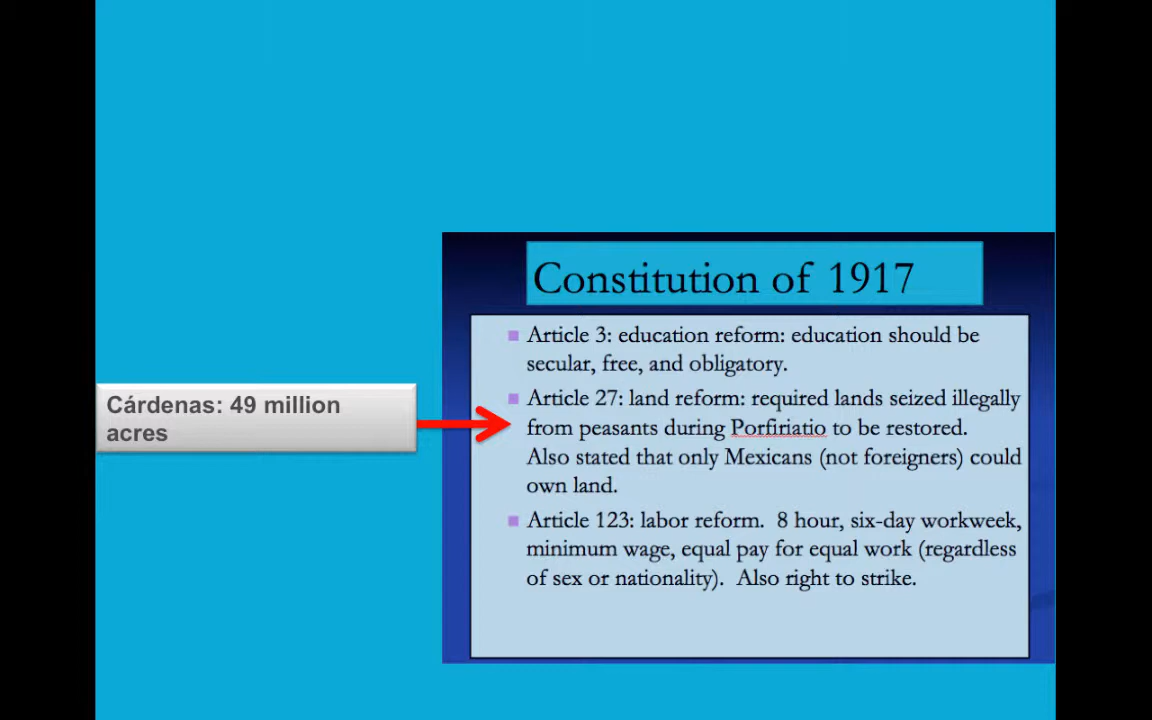 Constitution of 1917
Article 3: education reform: education should be
secular, free, and obligatory.
Cárdenas: 49 million
acres
Article 27: land reform: required lands seized illegally
from peasants during Porfiriatio to be restored.
Also stated that only Mexicans (not foreigners) could
own land.
Article 123: labor reform.  8 hour, six-day workweek,
minimum wage, equal pay for equal work (regardless
of sex or nationality).  Also right to strike.